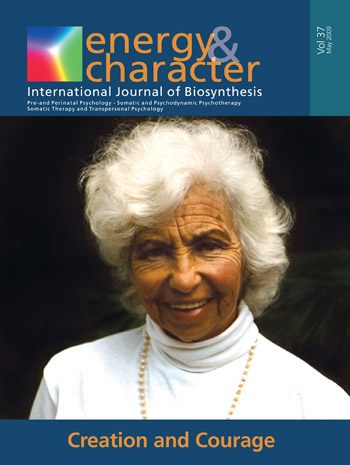 energy &
character
International Journal of Biosynthesis
Pre-and Perinatal Psychology - Somatic and Psychodynamic Psychotherapy
Somatic Therapy and Transpersonal Psychology
Vol 37
May 2009
Creation and Courage